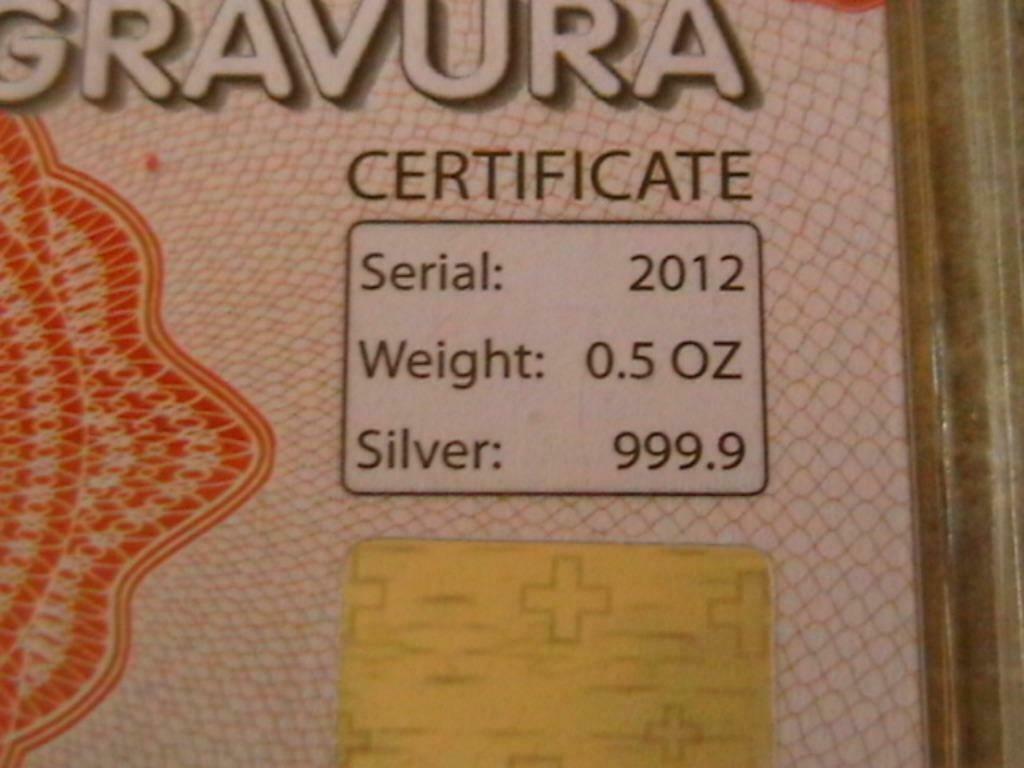 GRAVURA
CERTIFICATE
Serial: 2012
Weight: 0.5 OZ
Silver: 999.9